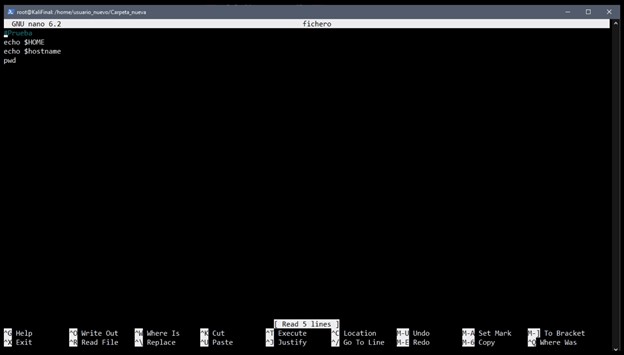 root@KaliFinal: /home/usuario_nuevo/Carpeta_nueva
GNU nano 6.2 fichero
#Prueba
echo $HOME
echo $hostname
pwd
[ Read 5 lines ]
^G Help ^O Write Out ^W Where Is ^K Cut ^T Execute ^C Location M-U Undo M-A Set Mark M-] To Bracket
^X Exit ^R Read File ^\ Replace ^U Paste ^J Justify ^/ Go To Line M-E Redo M-6 Copy ^Q Where Was